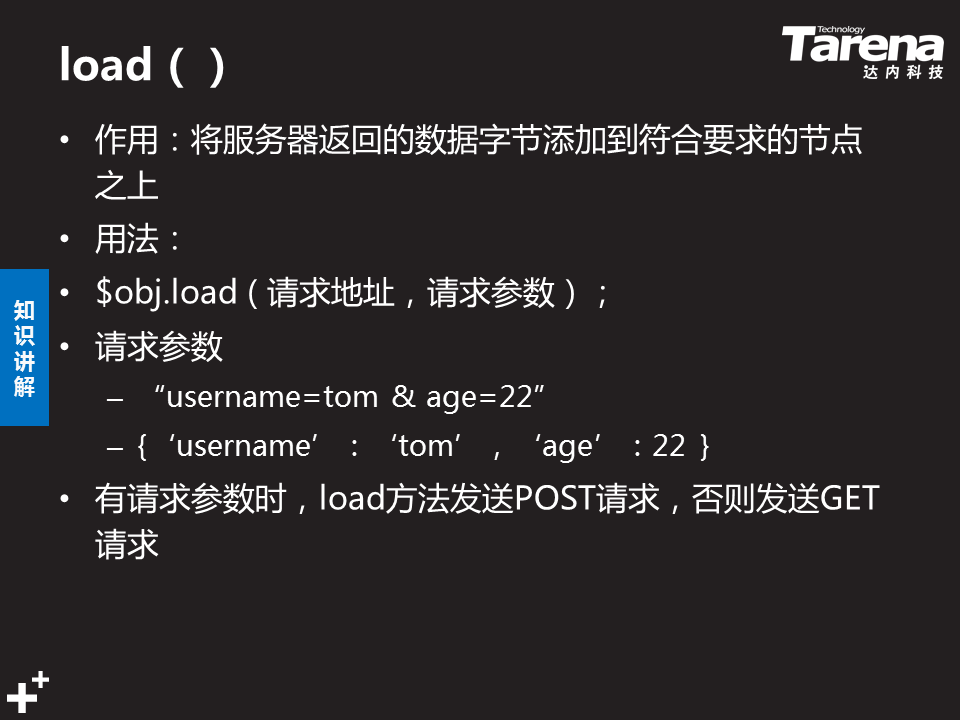 load（）
Technology
Tarena
达内科技
• 作用：将服务器返回的数据字节添加到符合要求的节点
之上
• 用法：
• $obj.load（请求地址，请求参数）；
• 请求参数
– “username=tom & age=22”
–｛‘username’：‘tom’，‘age’：22｝
• 有请求参数时，load方法发送POST请求，否则发送GET
请求
知
识
讲
解